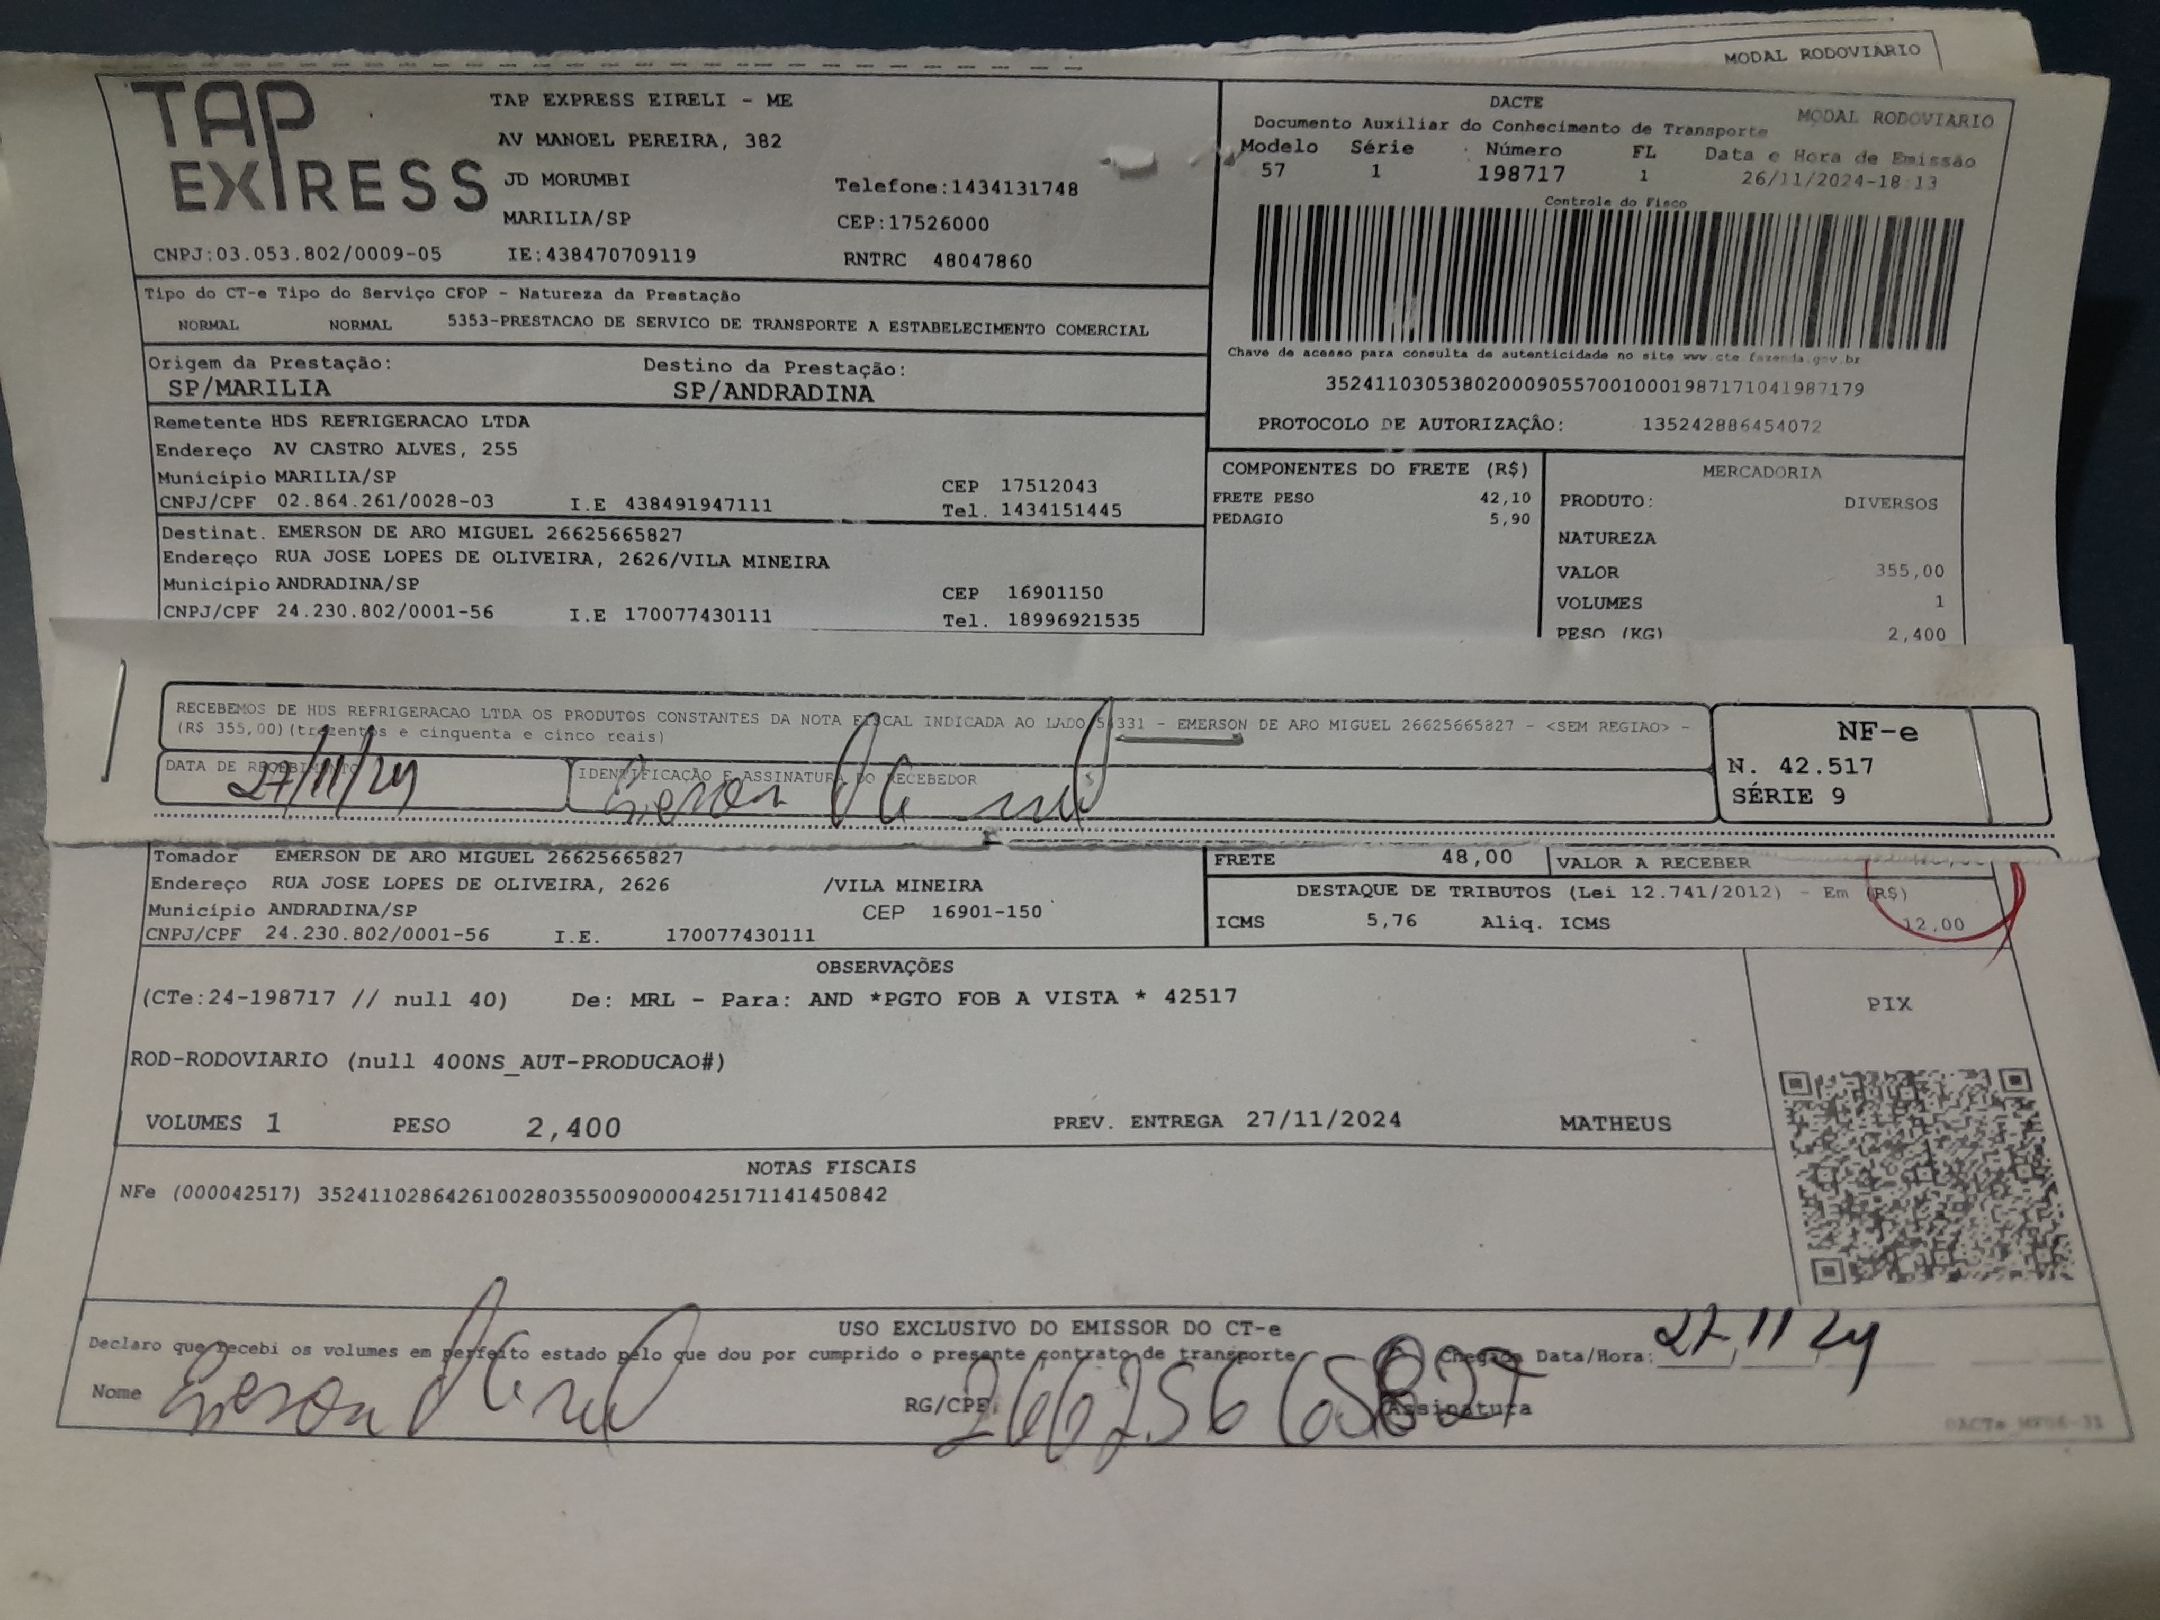 MODAL RODOVIÁRIO
TAP EXPRESS
TAP EXPRESS EIRELI - ME
AV MANOEL PEREIRA, 382
JD MORUMBI
Telefone:1434131748
MARILIA/SP
CEP:17526000
CNPJ:03.053.802/0009-05 IE:438470709119 RNTRC 48047860
DACTE
MODAL RODOVIÁRIO
Documento Auxiliar do Conhecimento de Transporte
Modelo Série Número FL Data e Hora de Emissão
57 1 198717 1 26/11/2024-18:13
Controle do Fisco
Chave de acesso para consulta de autenticidade no site www.cte.fazenda.gov.br
35241103053802000905570010001987171041987179
PROTOCOLO DE AUTORIZAÇÂO: 135242886454072
Tipo do CT-e Tipo do Serviço CFOP - Natureza da Prestação
NORMAL NORMAL 5353-PRESTACAO DE SERVICO DE TRANSPORTE A ESTABELECIMENTO COMERCIAL
Origem da Prestação: Destino da Prestação:
SP/MARILIA SP/ANDRADINA
Remetente HDS REFRIGERACAO LTDA
Endereço AV CASTRO ALVES, 255
Município MARILIA/SP CEP 17512043
CNPJ/CPF 02.864.261/0028-03 I.E 438491947111 Tel. 1434151445
Destinat. EMERSON DE ARO MIGUEL 26625665827
Endereço RUA JOSE LOPES DE OLIVEIRA, 2626/VILA MINEIRA
Município ANDRADINA/SP CEP 16901150
CNPJ/CPF 24.230.802/0001-56 I.E 170077430111 Tel. 18996921535
COMPONENTES DO FRETE (R$)
FRETE PESO 42,10
PEDAGIO 5,90
MERCADORIA
PRODUTO: DIVERSOS
NATUREZA
VALOR 355,00
VOLUMES 1
PESO (KG) 2,400
RECEBEMOS DE HDS REFRIGERACAO LTDA OS PRODUTOS CONSTANTES DA NOTA FISCAL INDICADA AO LADO 54331 - EMERSON DE ARO MIGUEL 26625665827 - <SEM REGIAO> -
(R$ 355,00)(trezentos e cinquenta e cinco reais)
DATA DE RECEBIMENTO
27/11/24
IDENTIFICAÇÃO E ASSINATURA DO RECEBEDOR
NF-e
N. 42.517
SÉRIE 9
Tomador EMERSON DE ARO MIGUEL 26625665827
Endereço RUA JOSE LOPES DE OLIVEIRA, 2626 /VILA MINEIRA
Município ANDRADINA/SP CEP 16901-150
CNPJ/CPF 24.230.802/0001-56 I.E. 170077430111
FRETE 48,00 VALOR A RECEBER
DESTAQUE DE TRIBUTOS (Lei 12.741/2012) - Em (R$)
ICMS 5,76 Aliq. ICMS 12,00
OBSERVAÇÕES
(CTe:24-198717 // null 40) De: MRL - Para: AND *PGTO FOB A VISTA * 42517
ROD-RODOVIARIO (null 400NS_AUT-PRODUCAO#)
VOLUMES 1 PESO 2,400 PREV. ENTREGA 27/11/2024 MATHEUS
PIX
NOTAS FISCAIS
NFe (000042517) 35241102864261002803550090000425171141450842
USO EXCLUSIVO DO EMISSOR DO CT-e
Declaro que recebi os volumes em perfeito estado pelo que dou por cumprido o presente contrato de transporte
Chegada Data/Hora: 27 11 24
Nome
RG/CPF 26625665827
Assinatura